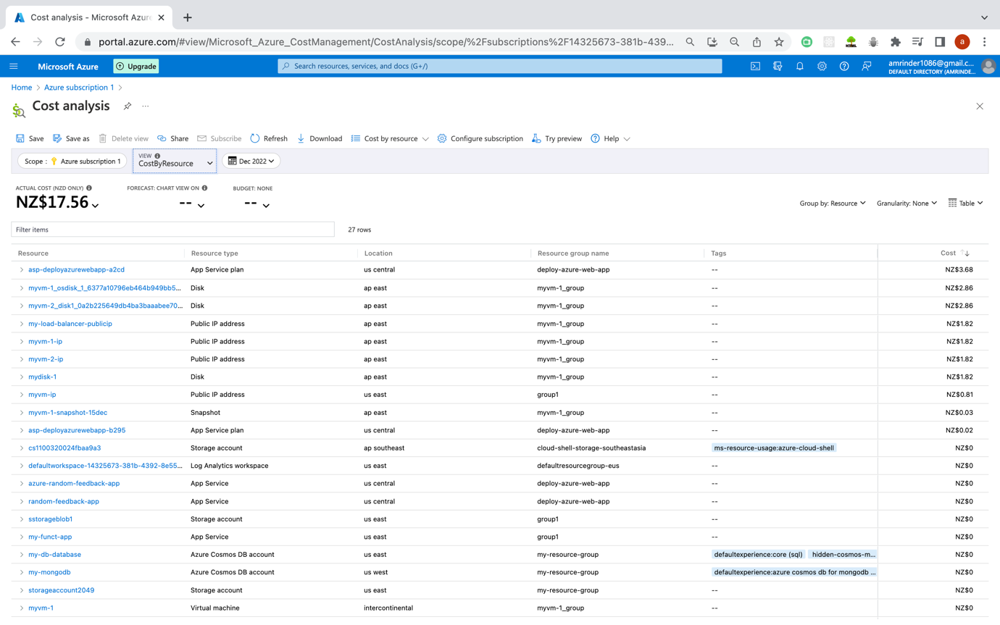 Cost analysis - Microsoft Azur
portal.azure.com/#view/Microsoft_Azure_CostManagement/CostAnalysis/scope/%2Fsubscriptions%2F14325673-381b-439... a
Microsoft Azure Upgrade Search resources, services, and docs (G+/) amrinder1086@gmail.c...
DEFAULT DIRECTORY (AMRINDE...
Home > Azure subscription 1 >
Cost analysis ...
Save Save as Delete view Share Subscribe Refresh Download Cost by resource Configure subscription Try preview Help
Scope : Azure subscription 1 VIEW CostByResource Dec 2022
ACTUAL COST (NZD ONLY) FORECAST: CHART VIEW ON BUDGET: NONE
NZ$17.56 -- --
Group by: Resource Granularity: None Table
Filter items 27 rows
Resource Resource type Location Resource group name Tags Cost
asp-deployazurewebapp-a2cd App Service plan us central deploy-azure-web-app -- NZ$3.68
myvm-1_osdisk_1_6377a10796eb464b949bb5... Disk ap east myvm-1_group -- NZ$2.86
myvm-2_disk1_0a2b225649db4ba3baaabee70... Disk ap east myvm-1_group -- NZ$2.86
my-load-balancer-publicip Public IP address ap east myvm-1_group -- NZ$1.82
myvm-1-ip Public IP address ap east myvm-1_group -- NZ$1.82
myvm-2-ip Public IP address ap east myvm-1_group -- NZ$1.82
mydisk-1 Disk ap east myvm-1_group -- NZ$1.82
myvm-ip Public IP address us east group1 -- NZ$0.81
myvm-1-snapshot-15dec Snapshot ap east myvm-1_group -- NZ$0.03
asp-deployazurewebapp-b295 App Service plan us central deploy-azure-web-app -- NZ$0.02
cs1100320024fbaa9a3 Storage account ap southeast cloud-shell-storage-southeastasia ms-resource-usage:azure-cloud-shell NZ$0
defaultworkspace-14325673-381b-4392-8e55... Log Analytics workspace us east defaultresourcegroup-eus -- NZ$0
azure-random-feedback-app App Service us central deploy-azure-web-app -- NZ$0
random-feedback-app App Service us central deploy-azure-web-app -- NZ$0
sstorageblob1 Storage account us east group1 -- NZ$0
my-funct-app App Service us east group1 -- NZ$0
my-db-database Azure Cosmos DB account us east my-resource-group defaultexperience:core (sql) hidden-cosmos-m... NZ$0
my-mongodb Azure Cosmos DB account us west my-resource-group defaultexperience:azure cosmos db for mongodb ... NZ$0
storageaccount2049 Storage account us east my-resource-group -- NZ$0
myvm-1 Virtual machine intercontinental myvm-1_group -- NZ$0